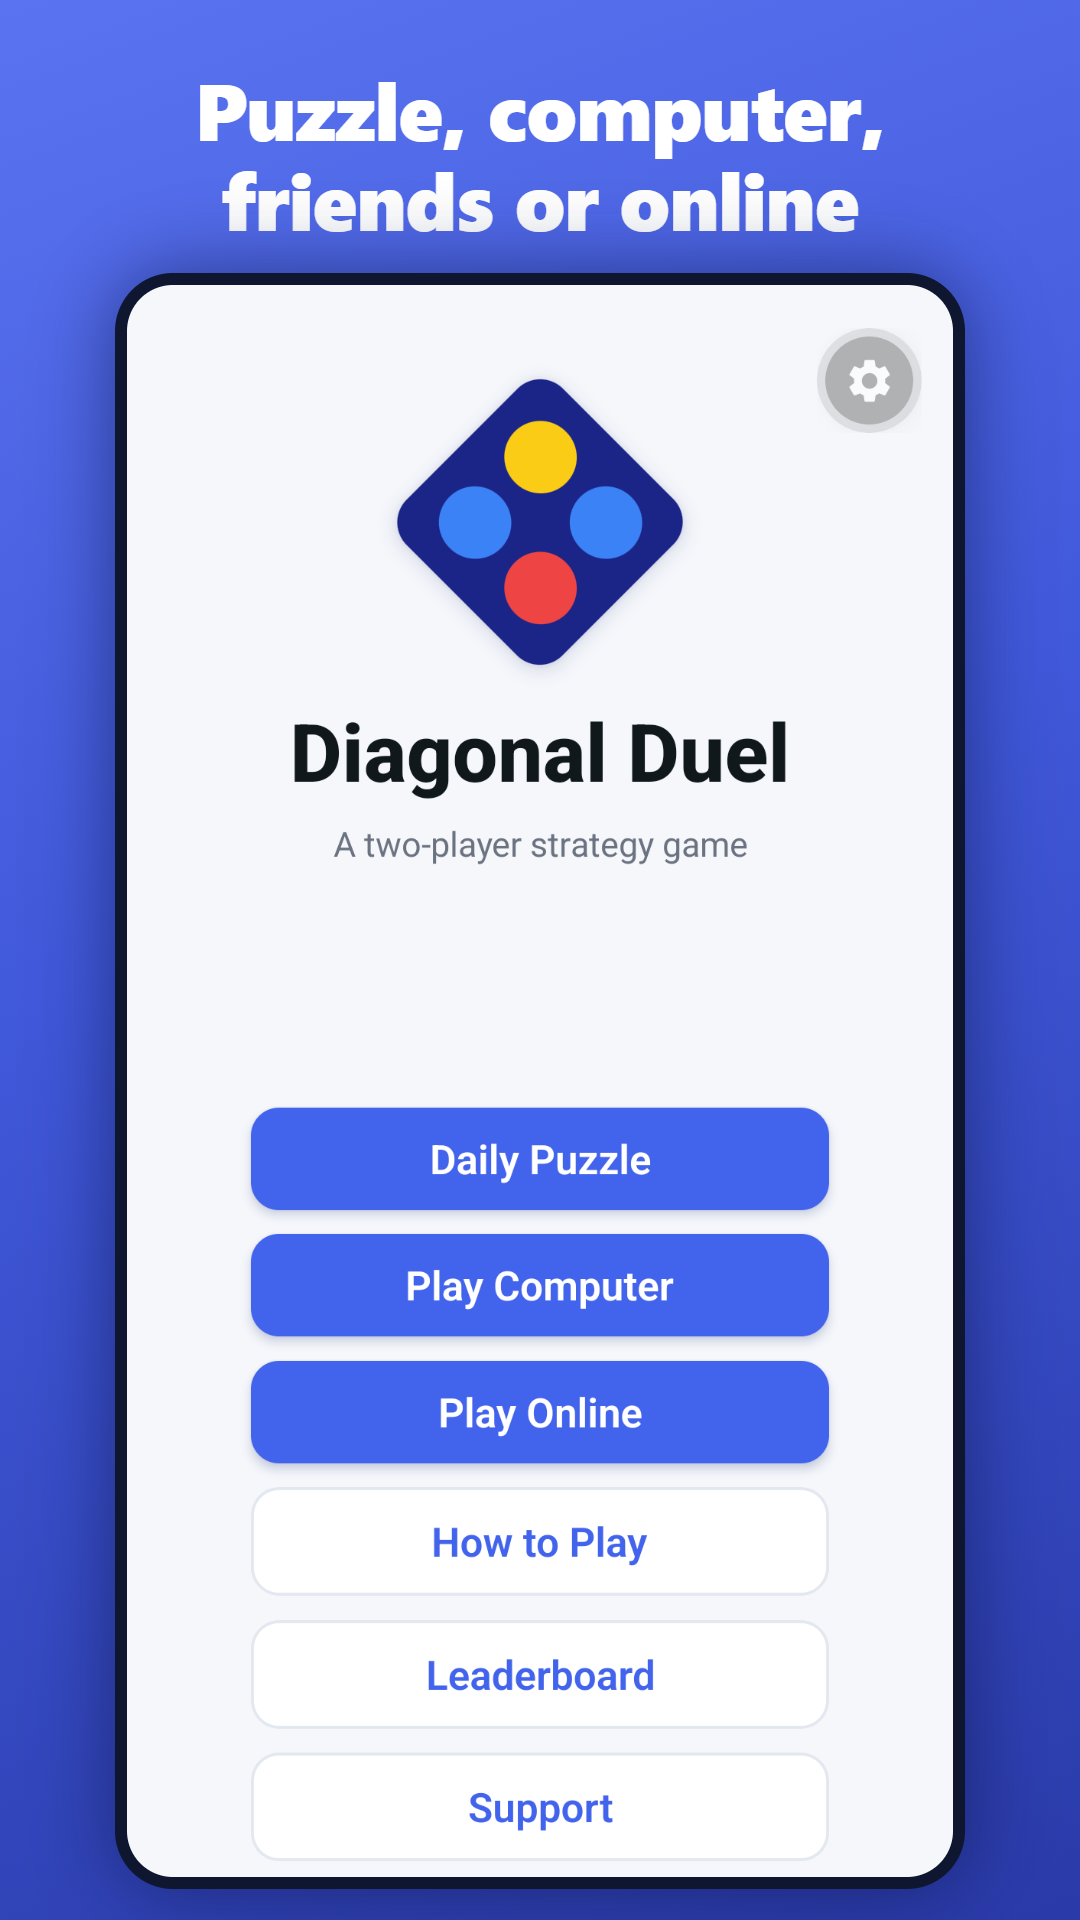 Puzzle, computer,
friends or online
Diagonal Duel
A two-player strategy game
Daily Puzzle
Play Computer
Play Online
How to Play
Leaderboard
Support